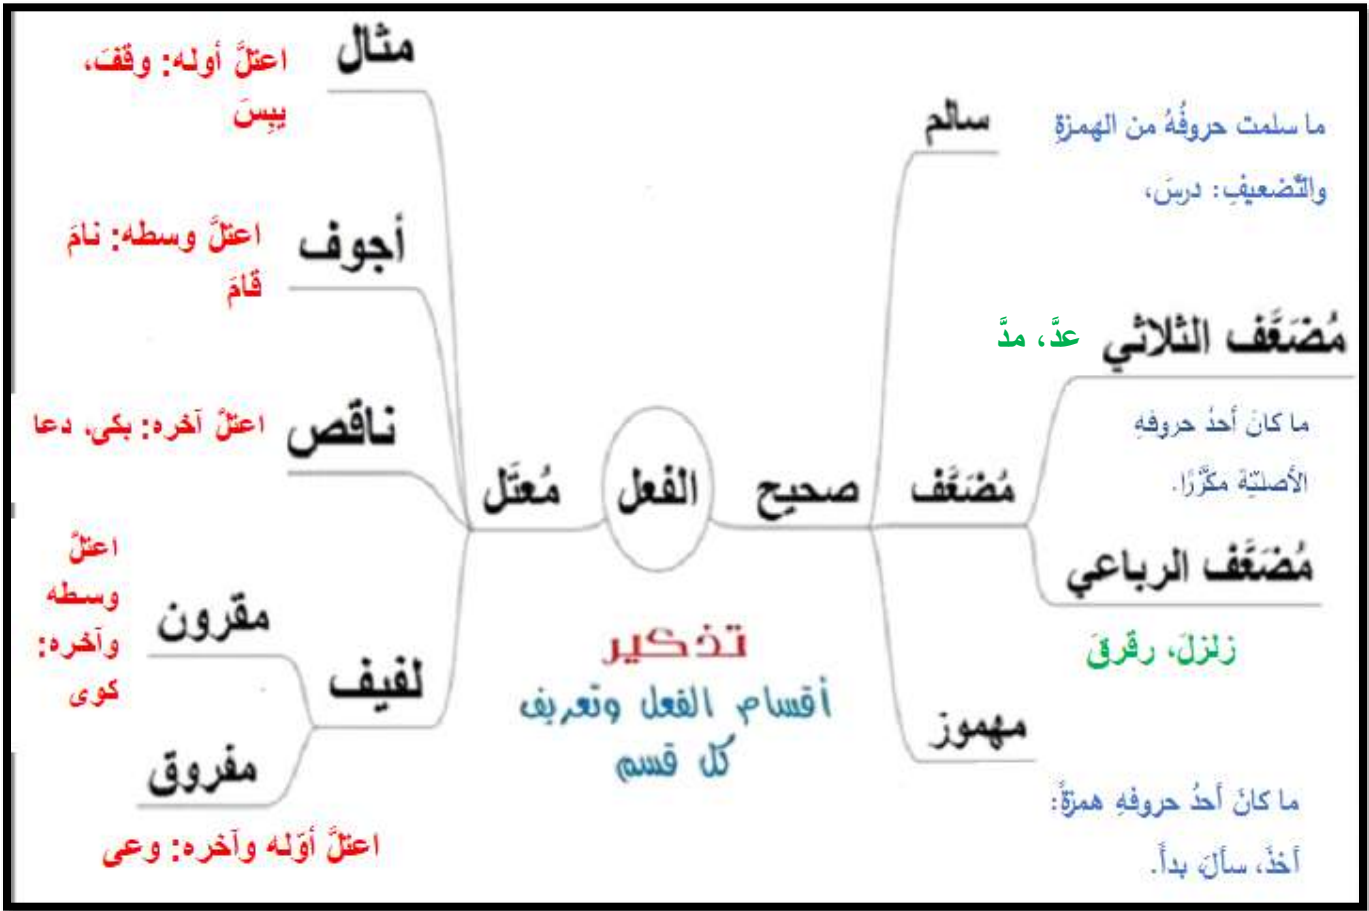 الفعل
صحيح
سالم
ما سلمت حروفُهُ من الهمزةِ
والتَّضعيفِ: درسَ،
مُضَعَّف
مُضَعَّف الثلاثي
عدَّ، مدَّ
ما كانَ أحدُ حروفهِ
الأصليّة مكرَّرًا.
مُضَعَّف الرباعي
زلزلَ، رقرقَ
مهموز
ما كانَ أحدُ حروفهِ همزةً:
أخذَ، سألَ، بدأَ.
مُعتَل
مثال
اعتلَّ أوله: وقفَ،
يبِسَ
أجوف
اعتلَّ وسطه: نامَ
قامَ
ناقص
اعتلَّ آخره: بكى، دعا
لفيف
مقرون
اعتلَّ
وسطه
وآخره:
كوى
مفروق
اعتلَّ أوّله وآخره: وعى
تذكير
أقسام الفعل وتعريف
كل قسم